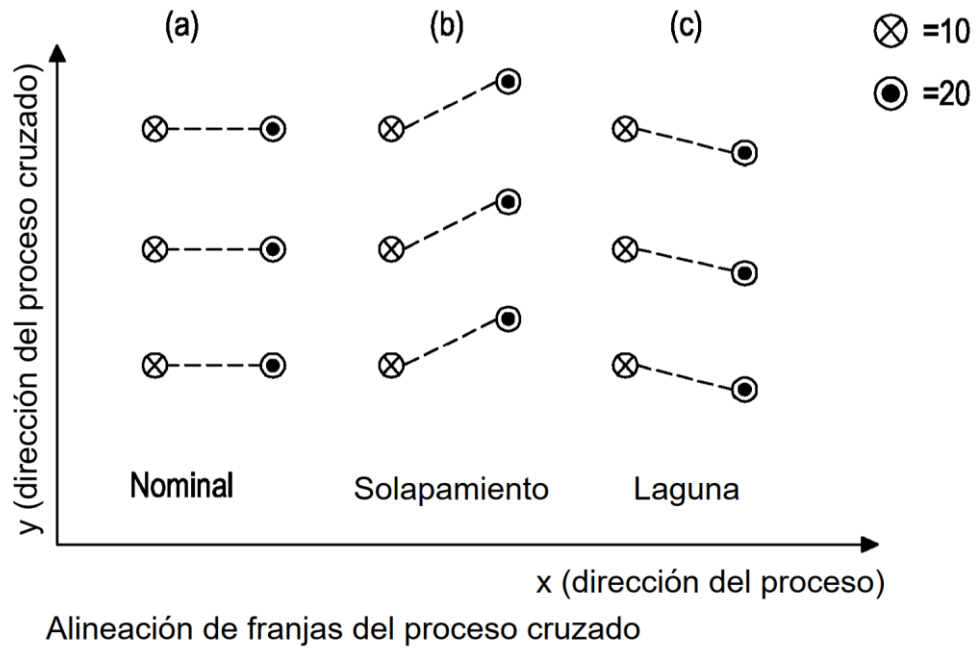 (a) (b) (c)
=10
=20
y (dirección del proceso cruzado)
Nominal Solapamiento Laguna
x (dirección del proceso)
Alineación de franjas del proceso cruzado